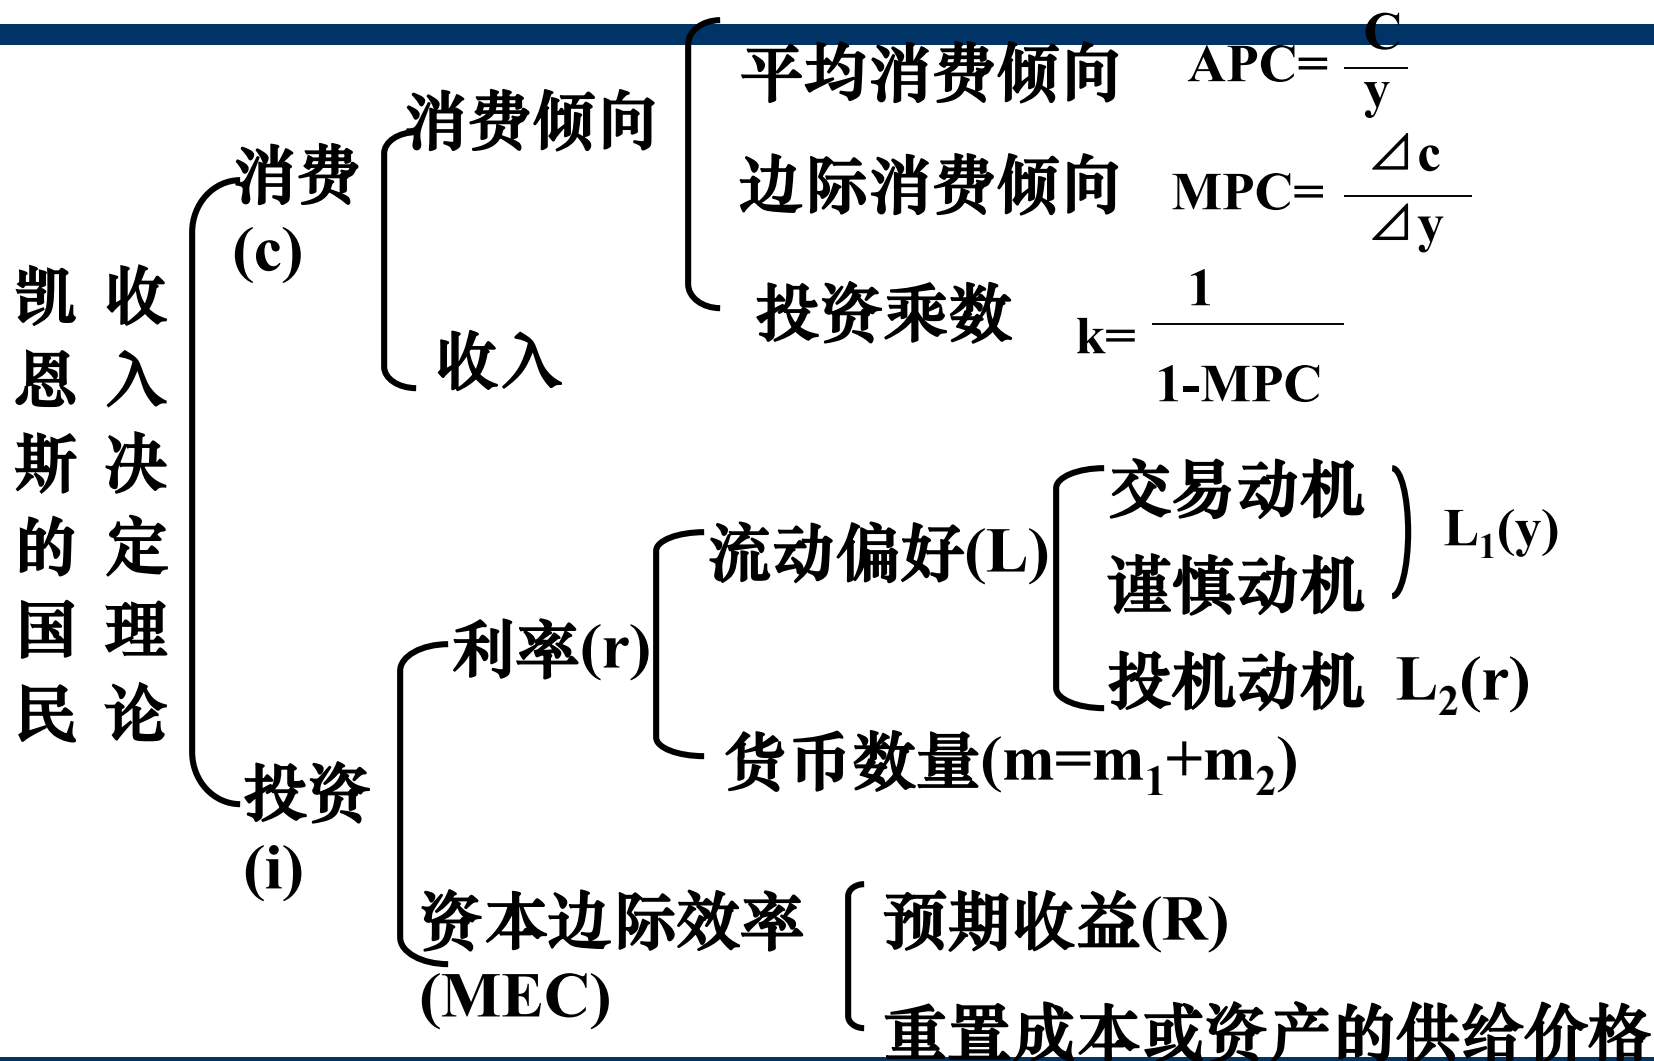 凯恩斯的国民
收入决定理论
消费
(c)
消费倾向
平均消费倾向 APC= C/y
边际消费倾向 MPC= ⊿c/⊿y
投资乘数 k= 1/1-MPC
收入
投资
(i)
利率(r)
流动偏好(L)
交易动机
谨慎动机
L₁(y)
投机动机 L₂(r)
货币数量(m=m₁+m₂)
资本边际效率
(MEC)
预期收益(R)
重置成本或资产的供给价格